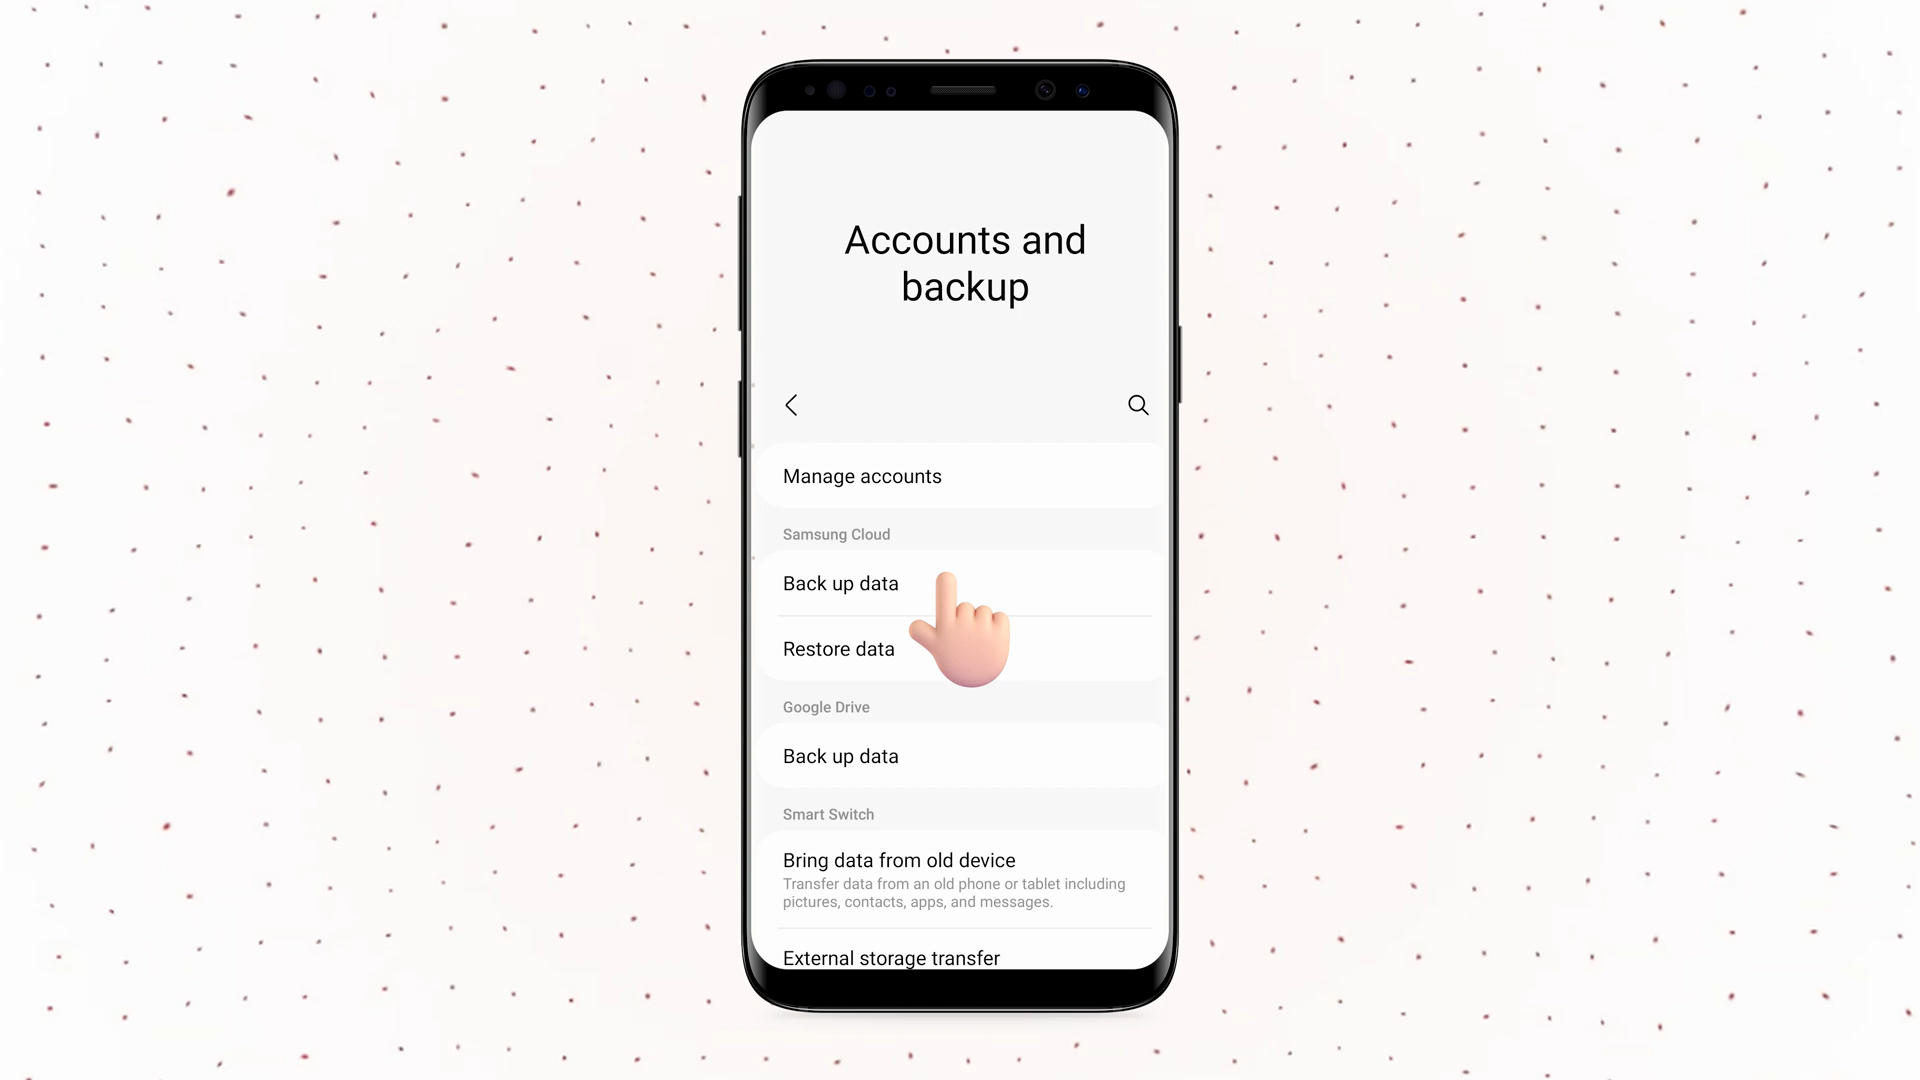 Accounts and
backup
Manage accounts
Samsung Cloud
Back up data
Restore data
Google Drive
Back up data
Smart Switch
Bring data from old device
Transfer data from an old phone or tablet including
pictures, contacts, apps, and messages.
External storage transfer